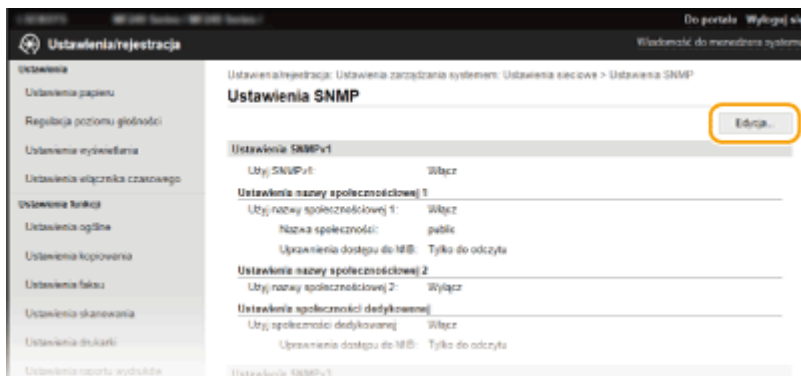 Do portalu Wyloguj się
Ustawienia/rejestracja
Wiadomość do menedżera systemu
Ustawienia
Ustawienia papieru
Regulacja poziomu głośności
Ustawienia wyświetlania
Ustawienia włącznika czasowego
Ustawienia funkcji
Ustawienia ogólne
Ustawienia kopiowania
Ustawienia faksu
Ustawienia skanowania
Ustawienia drukarki
Ustawienia raportu wydruków
Ustawienia/rejestracja: Ustawienia zarządzania systemem: Ustawienia sieciowe > Ustawienia SNMP
Ustawienia SNMP
Edycja...
Ustawienia SNMPv1
Użyj SNMPv1: Włącz
Ustawienia nazwy społecznościowej 1
Użyj nazwy społecznościowej 1: Włącz
Nazwa społeczności: public
Uprawnienia dostępu do MIB: Tylko do odczytu
Ustawienia nazwy społecznościowej 2
Użyj nazwy społecznościowej 2: Wyłącz
Ustawienia społeczności dedykowanej
Użyj społeczności dedykowanej Włącz
Uprawnienia dostępu do MIB: Tylko do odczytu